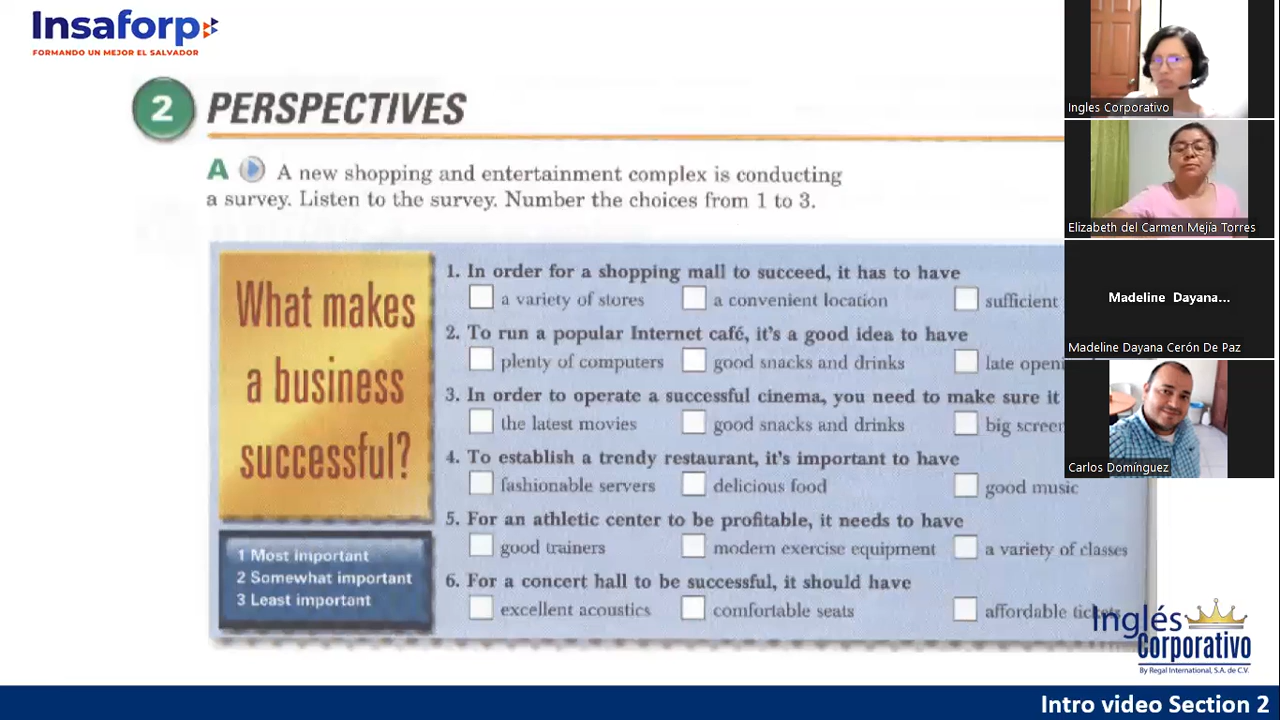 Insaforp
FORMANDO UN MEJOR EL SALVADOR
2 PERSPECTIVES
A A new shopping and entertainment complex is conducting
a survey. Listen to the survey. Number the choices from 1 to 3.
What makes
a business
successful?
1 Most important
2 Somewhat important
3 Least important
1. In order for a shopping mall to succeed, it has to have
a variety of stores a convenient location sufficient
2. To run a popular Internet café, it's a good idea to have
plenty of computers good snacks and drinks late
3. In order to operate a successful cinema, you need to make sure it
the latest movies good snacks and drinks big
4. To establish a trendy restaurant, it's important to have
fashionable servers delicious food good music
5. For an athletic center to be profitable, it needs to have
good trainers modern exercise equipment a variety of classes
6. For a concert hall to be successful, it should have
excellent acoustics comfortable seats affordable
Ingles Corporativo
Elizabeth del Carmen Mejía Torres
Madeline Dayana...
Madeline Dayana Cerón De Paz
Carlos Domínguez
Inglés
Corporativo
By Regal International, S.A. de C.V.
Intro video Section 2